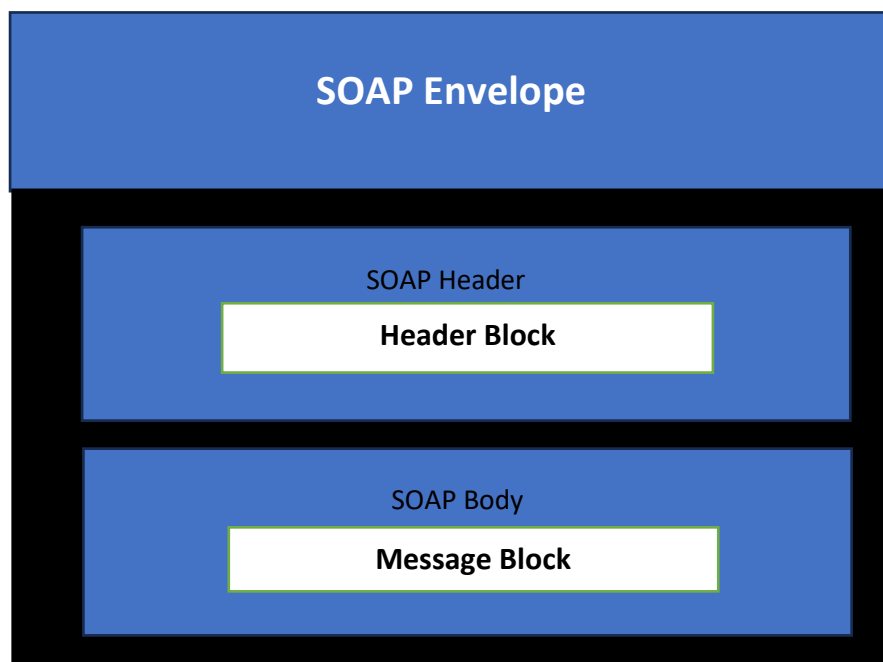 SOAP Envelope
SOAP Header
Header Block
SOAP Body
Message Block